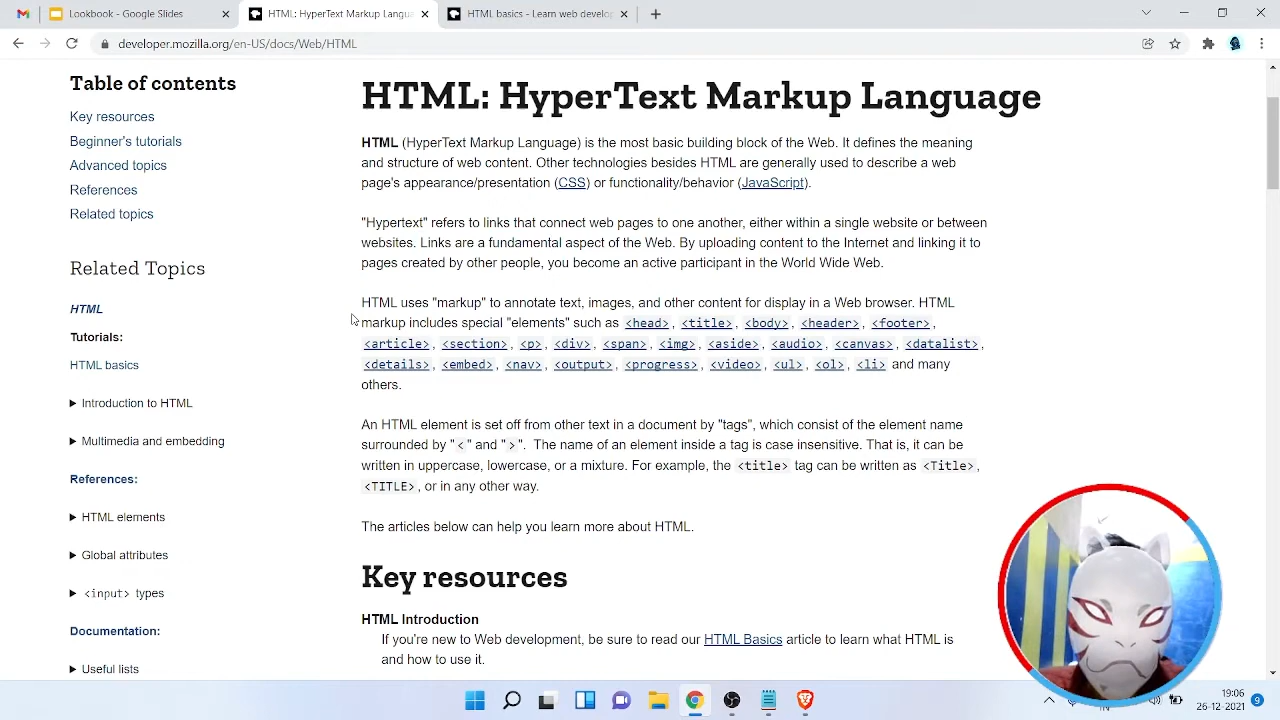 Lookbook - Google Slides
HTML: HyperText Markup Langua
HTML basics - Learn web develop
developer.mozilla.org/en-US/docs/Web/HTML
Table of contents
Key resources
Beginner's tutorials
Advanced topics
References
Related topics
Related Topics
HTML
Tutorials:
HTML basics
Introduction to HTML
Multimedia and embedding
References:
HTML elements
Global attributes
<input> types
Documentation:
Useful lists
HTML: HyperText Markup Language
HTML (HyperText Markup Language) is the most basic building block of the Web. It defines the meaning
and structure of web content. Other technologies besides HTML are generally used to describe a web
page's appearance/presentation (CSS) or functionality/behavior (JavaScript).
"Hypertext" refers to links that connect web pages to one another, either within a single website or between
websites. Links are a fundamental aspect of the Web. By uploading content to the Internet and linking it to
pages created by other people, you become an active participant in the World Wide Web.
HTML uses "markup" to annotate text, images, and other content for display in a Web browser. HTML
markup includes special "elements" such as <head>, <title>, <body>, <header>, <footer>,
<article>, <section>, <p>, <div>, <span>, <img>, <aside>, <audio>, <canvas>, <datalist>,
<details>, <embed>, <nav>, <output>, <progress>, <video>, <ul>, <ol>, <li> and many
others.
An HTML element is set off from other text in a document by "tags", which consist of the element name
surrounded by "<" and ">". The name of an element inside a tag is case insensitive. That is, it can be
written in uppercase, lowercase, or a mixture. For example, the <title> tag can be written as <Title>,
<TITLE>, or in any other way.
The articles below can help you learn more about HTML.
Key resources
HTML Introduction
If you're new to Web development, be sure to read our HTML Basics article to learn what HTML is
and how to use it.
19:06
26-12-2021
9